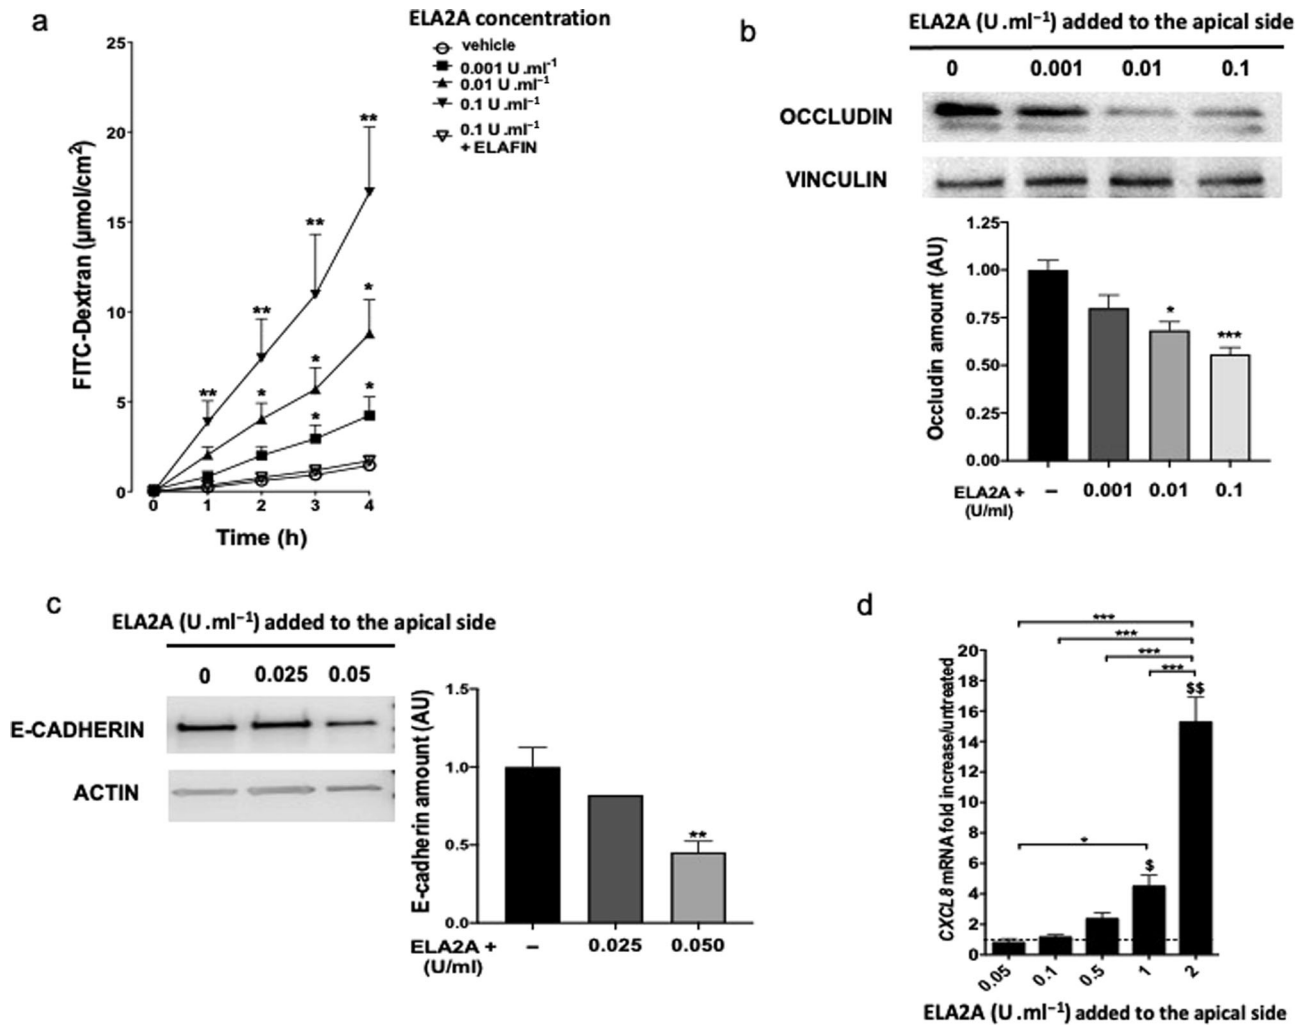 a
ELA2A concentration
vehicle
0.001 U.ml⁻¹
0.01 U.ml⁻¹
0.1 U.ml⁻¹
0.1 U.ml⁻¹
+ ELAFIN
FITC-Dextran (µmol/cm²)
25
20
15
10
5
0
** ** ** **
* * *
* *
0 1 2 3 4
Time (h)
b
ELA2A (U.ml⁻¹) added to the apical side
0 0.001 0.01 0.1
OCCLUDIN
VINCULIN
Occludin amount (AU)
1.25
1.00
0.75
0.50
0.25
0.00
* ***
ELA2A + – 0.001 0.01 0.1
(U/ml)
c
ELA2A (U.ml⁻¹) added to the apical side
0 0.025 0.05
E-CADHERIN
ACTIN
E-cadherin amount (AU)
1.5
1.0
0.5
0.0
**
ELA2A + – 0.025 0.050
(U/ml)
d
CXCL8 mRNA fold increase/untreated
20
18
16
14
12
10
8
6
4
2
0
***
***
***
***
$$
*
$
0.05 0.1 0.5 1 2
ELA2A (U.ml⁻¹) added to the apical side